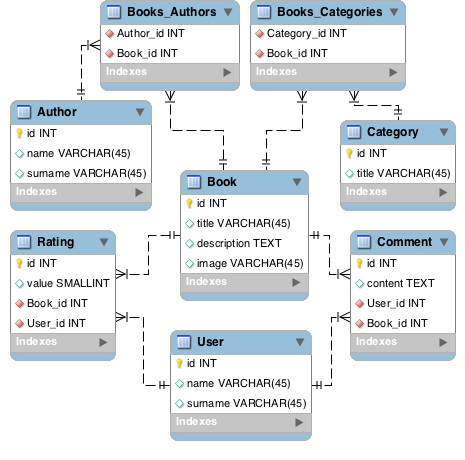 Books_Authors
Author_id INT
Book_id INT
Indexes
Books_Categories
Category_id INT
Book_id INT
Indexes
Author
id INT
name VARCHAR(45)
surname VARCHAR(45)
Indexes
Category
id INT
title VARCHAR(45)
Indexes
Book
id INT
title VARCHAR(45)
description TEXT
image VARCHAR(45)
Indexes
Rating
id INT
value SMALLINT
Book_id INT
User_id INT
Indexes
Comment
id INT
content TEXT
User_id INT
Book_id INT
Indexes
User
id INT
name VARCHAR(45)
surname VARCHAR(45)
Indexes